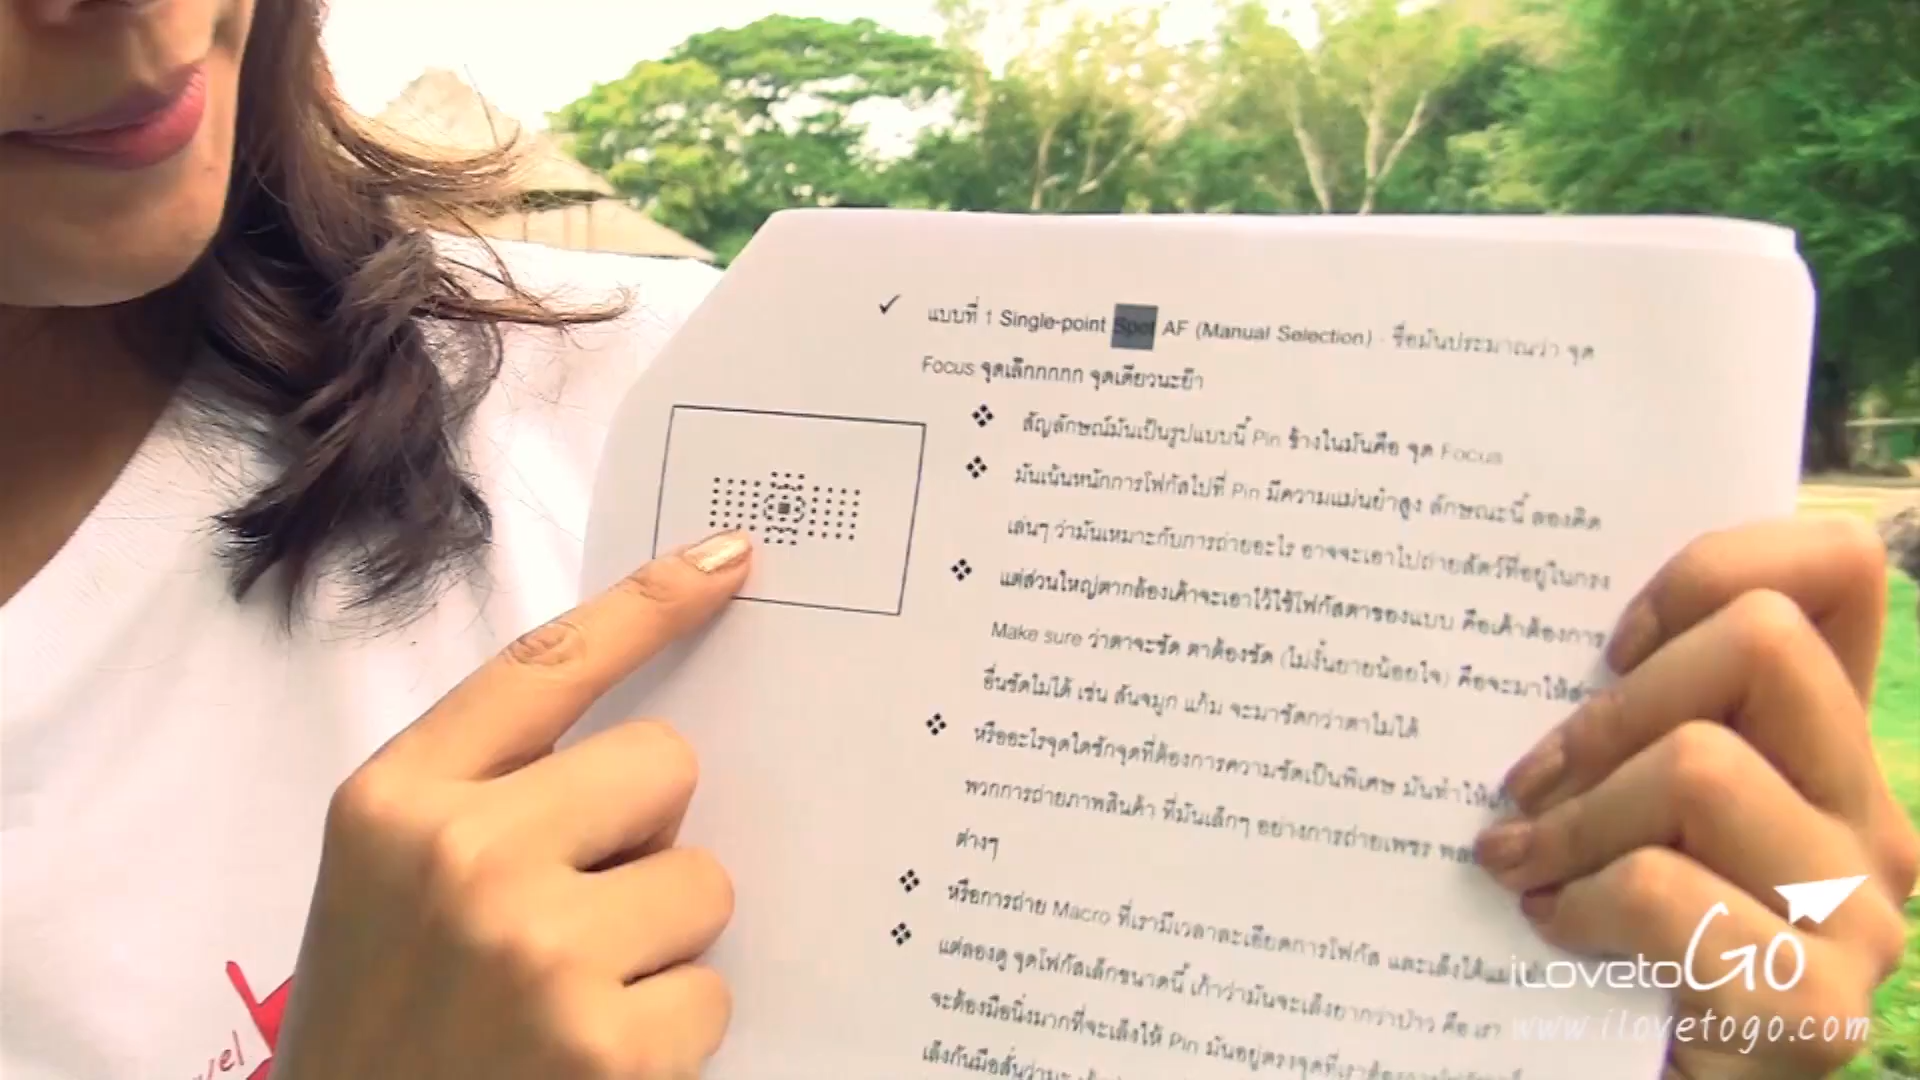 แบบที่ 1 Single-point Spot AF (Manual Selection) - ชื่อมันประมาณว่า จุด
Focus จุดเล็กกกกก จุดเดียวนะย๊า
สัญลักษณ์มันเป็นรูปแบบนี้ Pin ข้างในมันคือ จุด Focus
มันเน้นหนักการโฟกัสไปที่ Pin มีความแม่นยำสูง ลักษณะนี้ ลองคิด
เล่นๆ ว่ามันเหมาะกับการถ่ายอะไร อาจจะเอาไปถ่ายสัตว์ที่อยู่ในกรง
แต่ส่วนใหญ่ตากล้องเค้าจะเอาไว้ใช้โฟกัสตาของแบบ คือเค้าต้องการ
Make sure ว่าตาจะชัด ตาต้องชัด (ไม่งั้นยายน้อยใจ) คือจะมาให้
อื่นชัดไม่ได้ เช่น สันจมูก แก้ม จะมาชัดกว่าตาไม่ได้
หรืออะไรจุดใดซักจุดที่ต้องการความชัดเป็นพิเศษ มันทำให้
พวกการถ่ายภาพสินค้า ที่มันเล็กๆ อย่างการถ่ายเพชร
ต่างๆ
หรือการถ่าย Macro ที่เรามีเวลาละเอียดการโฟกัส และเล็งได้
แต่ลองดู จุดโฟกัสเล็กขนาดนี้ เก้าว่ามันจะเล็งยากกว่าป่าว คือ เรา
จะต้องมือนิ่งมากที่จะเล็งให้ Pin มันอยู่ตรงจุดที่เราต้องการ
เล็งกันมือสั่น
vel
iLovetoGO
www.ilovetogo.com